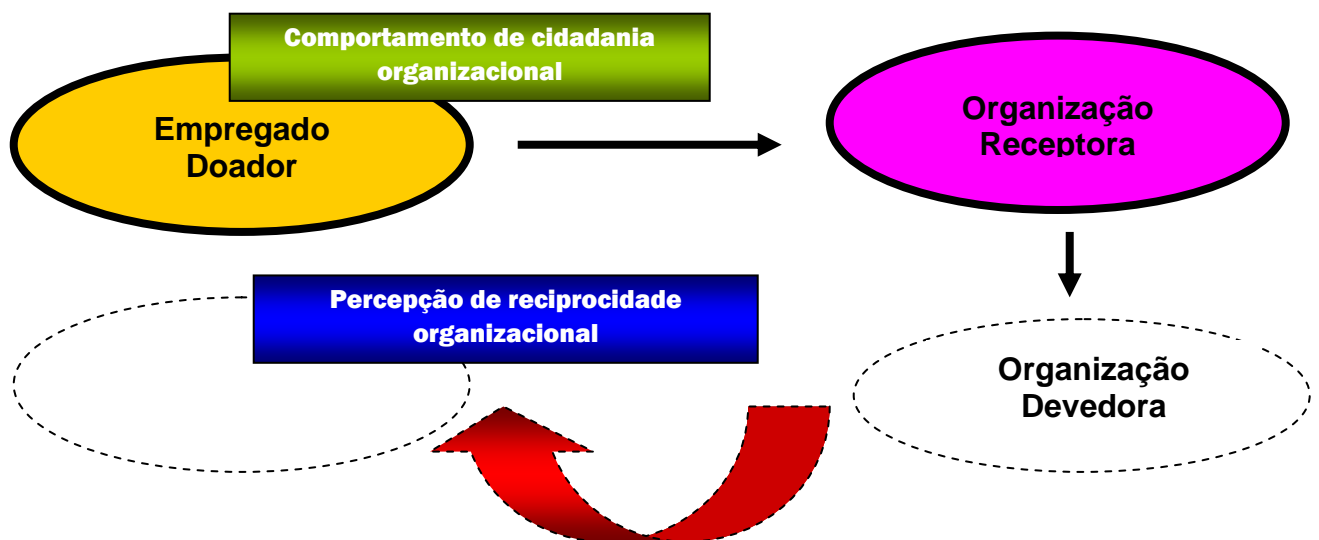 Comportamento de cidadania
organizacional
Empregado
Doador
Organização
Receptora
Percepção de reciprocidade
organizacional
Organização
Devedora